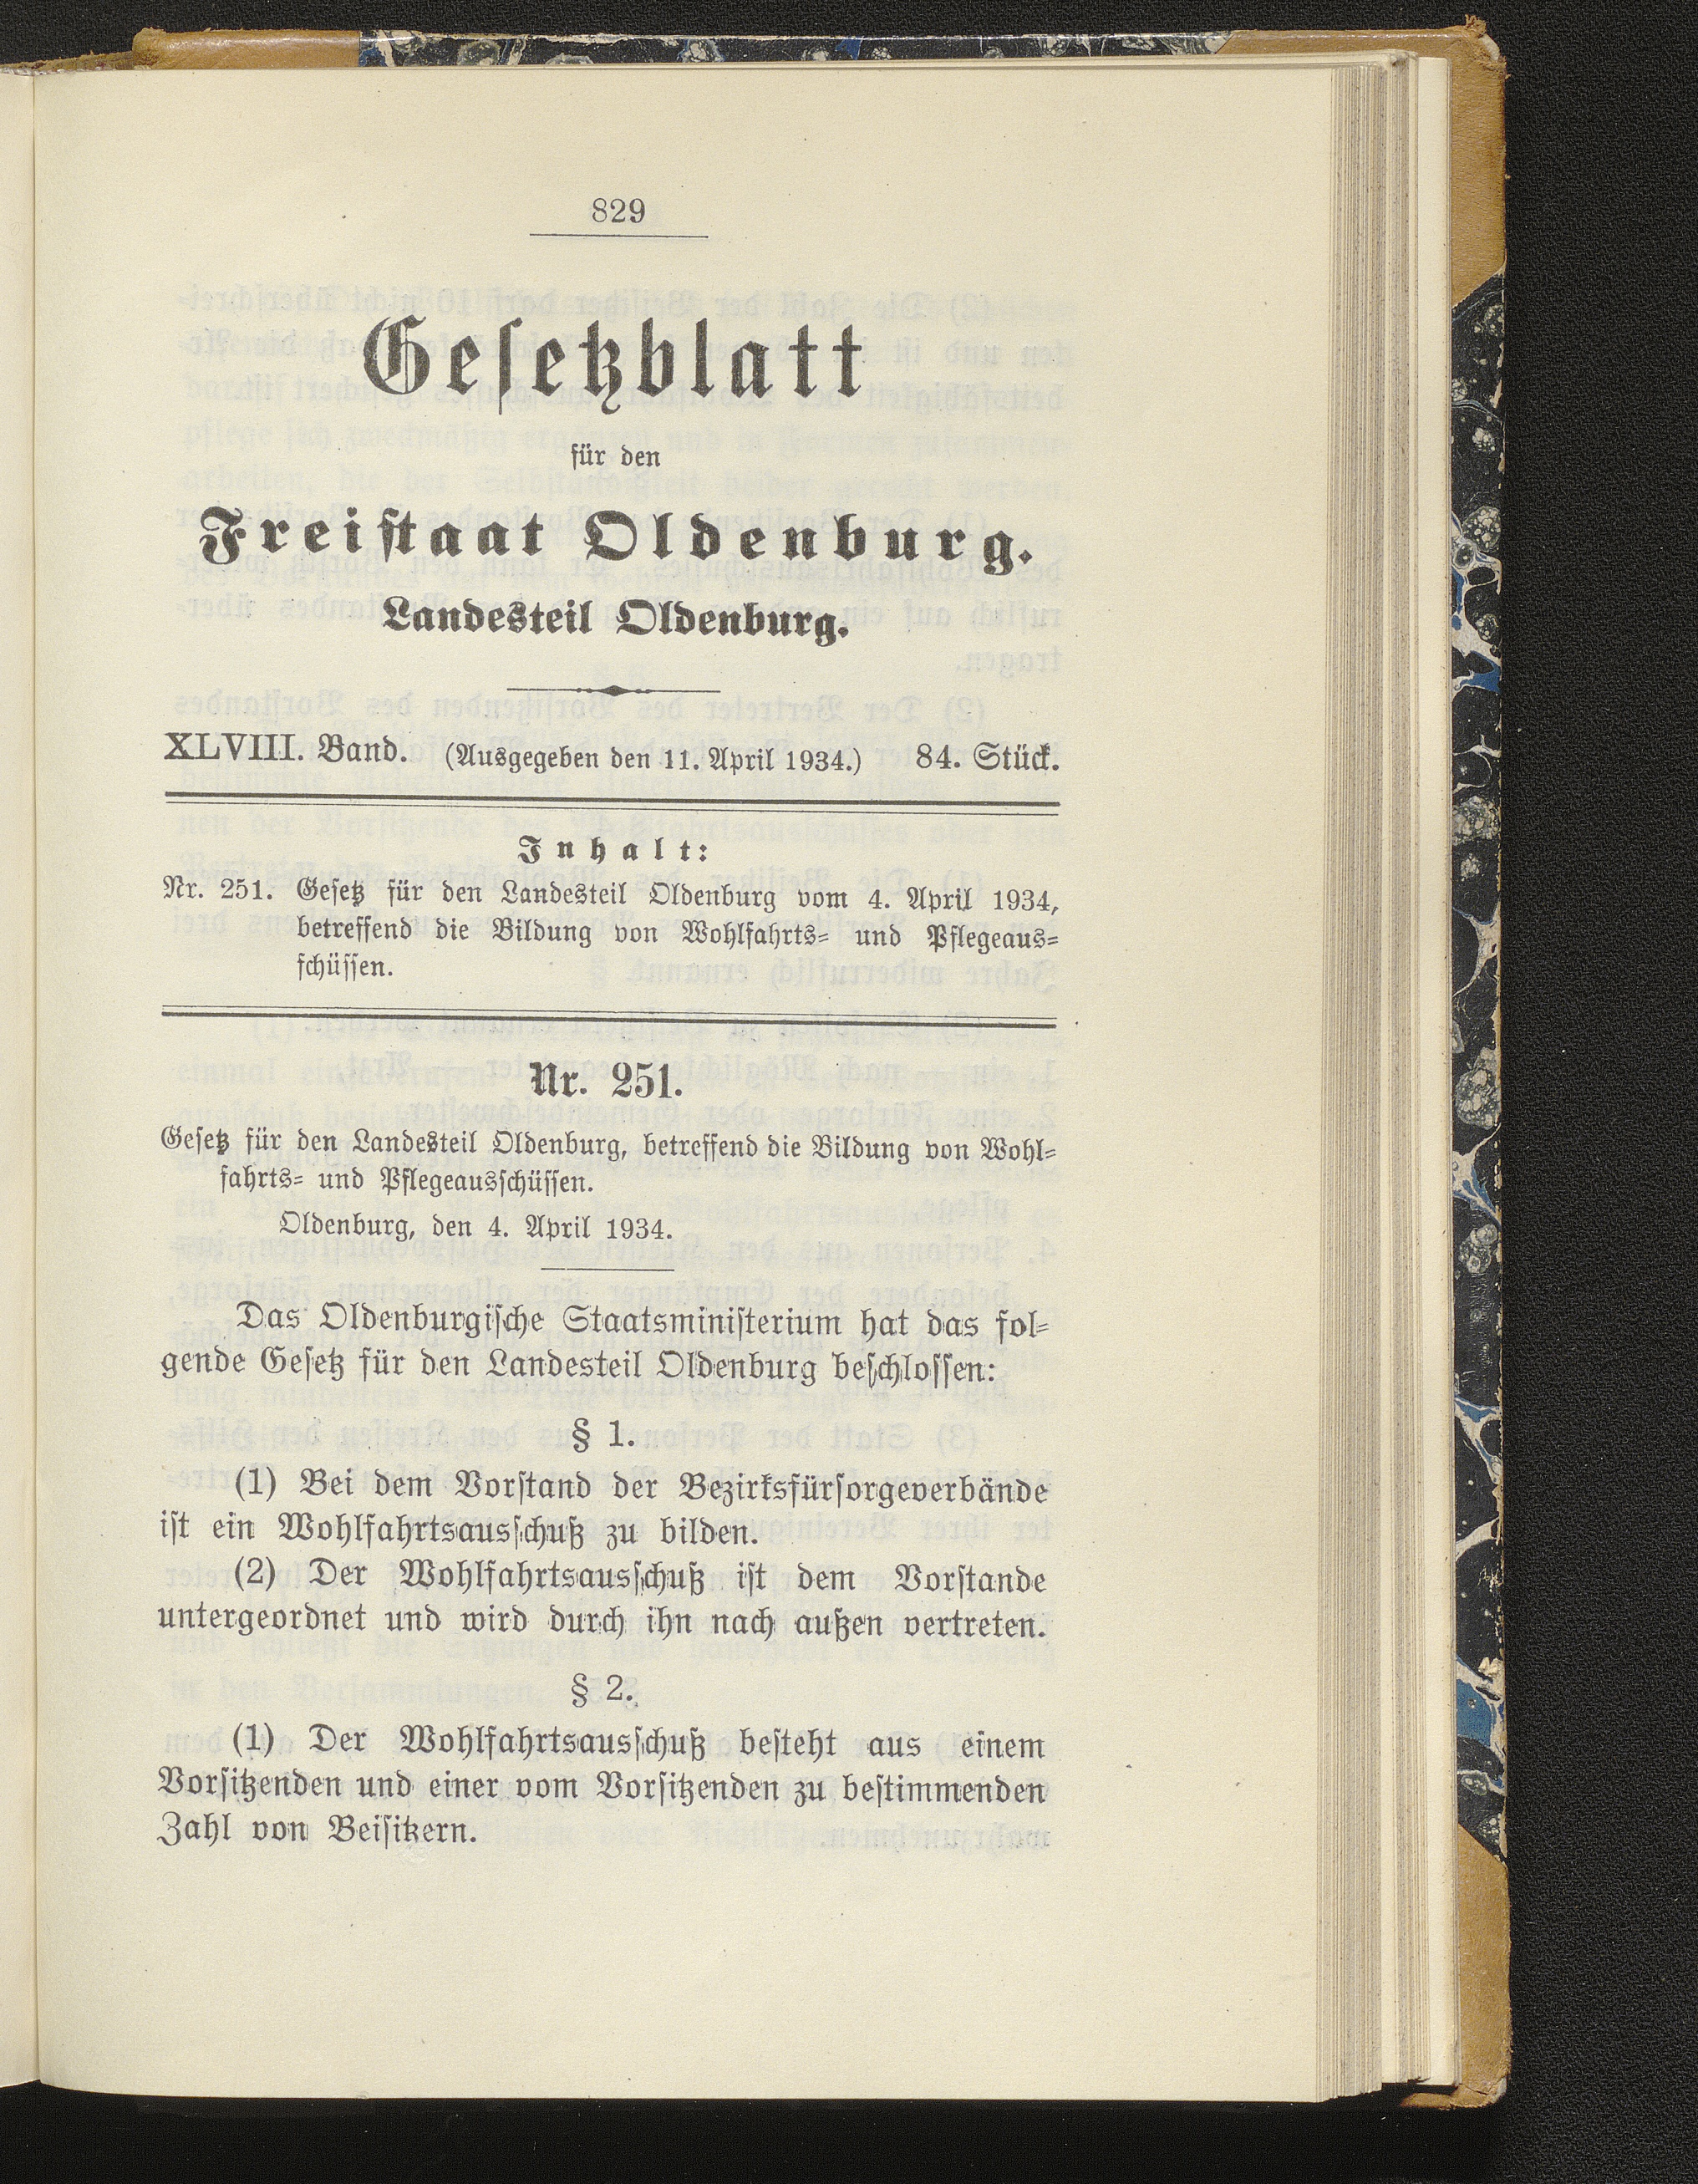 829
Gesetzblatt
für den
Freistaat Oldenburg.
Landesteil Oldenburg.
XLVIII. Band. (Ausgegeben den 11. April 1934.) 84. Stück.
Inhalt:
Nr. 251. Gesetz für den Landesteil Oldenburg vom 4. April 1934,
betreffend die Bildung von Wohlfahrts- und Pflegeaus-
schüssen.
Nr. 251.
Gesetz für den Landesteil Oldenburg, betreffend die Bildung von Wohl-
fahrts- und Pflegeausschüssen.
Oldenburg, den 4. April 1934.
Das Oldenburgische Staatsministerium hat das fol-
gende Gesetz für den Landesteil Oldenburg beschlossen:
§ 1.
(1) Bei dem Vorstand der Bezirksfürsorgeverbände
ist ein Wohlfahrtsausschuß zu bilden.
(2) Der Wohlfahrtsausschuß ist dem Vorstande
untergeordnet und wird durch ihn nach außen vertreten.
§ 2.
(1) Der Wohlfahrtsausschuß besteht aus einem
Vorsitzenden und einer vom Vorsitzenden zu bestimmenden
Zahl von Beisitzern.